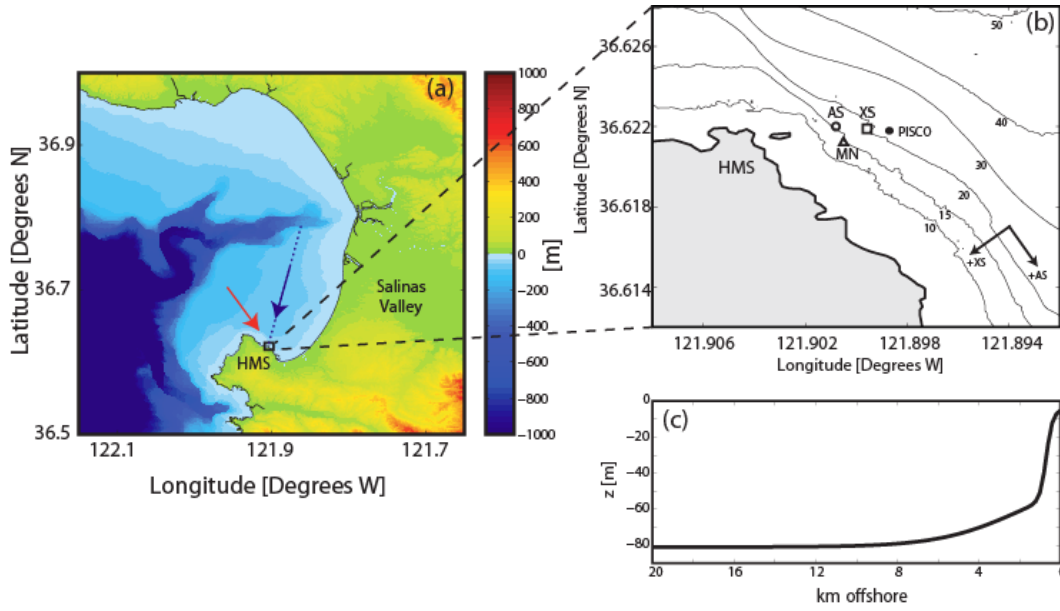 (a)
Latitude [Degrees N]
36.9
36.7
36.5
122.1
121.9
121.7
Longitude [Degrees W]
HMS
Salinas
Valley
1000
800
600
400
200
0
−200
−400
−600
−800
−1000
[m]
(b)
Latitude [Degrees N]
36.626
36.622
36.618
36.614
121.906
121.902
121.898
121.894
Longitude [Degrees W]
50
40
30
20
15
10
AS
XS
PISCO
MN
HMS
+XS
+AS
(c)
z [m]
0
−20
−40
−60
−80
20
16
12
8
4
0
km offshore